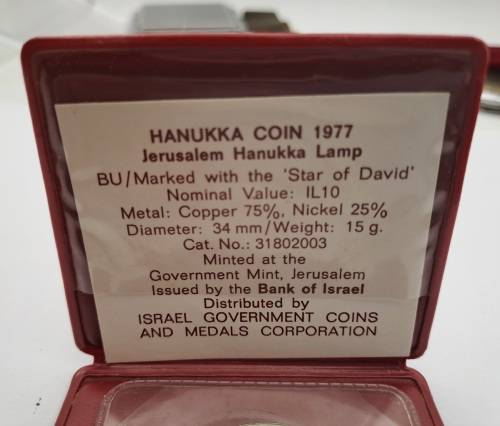 HANUKKA COIN 1977
Jerusalem Hanukka Lamp
BU/Marked with the 'Star of David'
Nominal Value: IL10
Metal: Copper 75%, Nickel 25%
Diameter: 34 mm/Weight: 15 g.
Cat. No.: 31802003
Minted at the
Government Mint, Jerusalem
Issued by the Bank of Israel
Distributed by
ISRAEL GOVERNMENT COINS
AND MEDALS CORPORATION